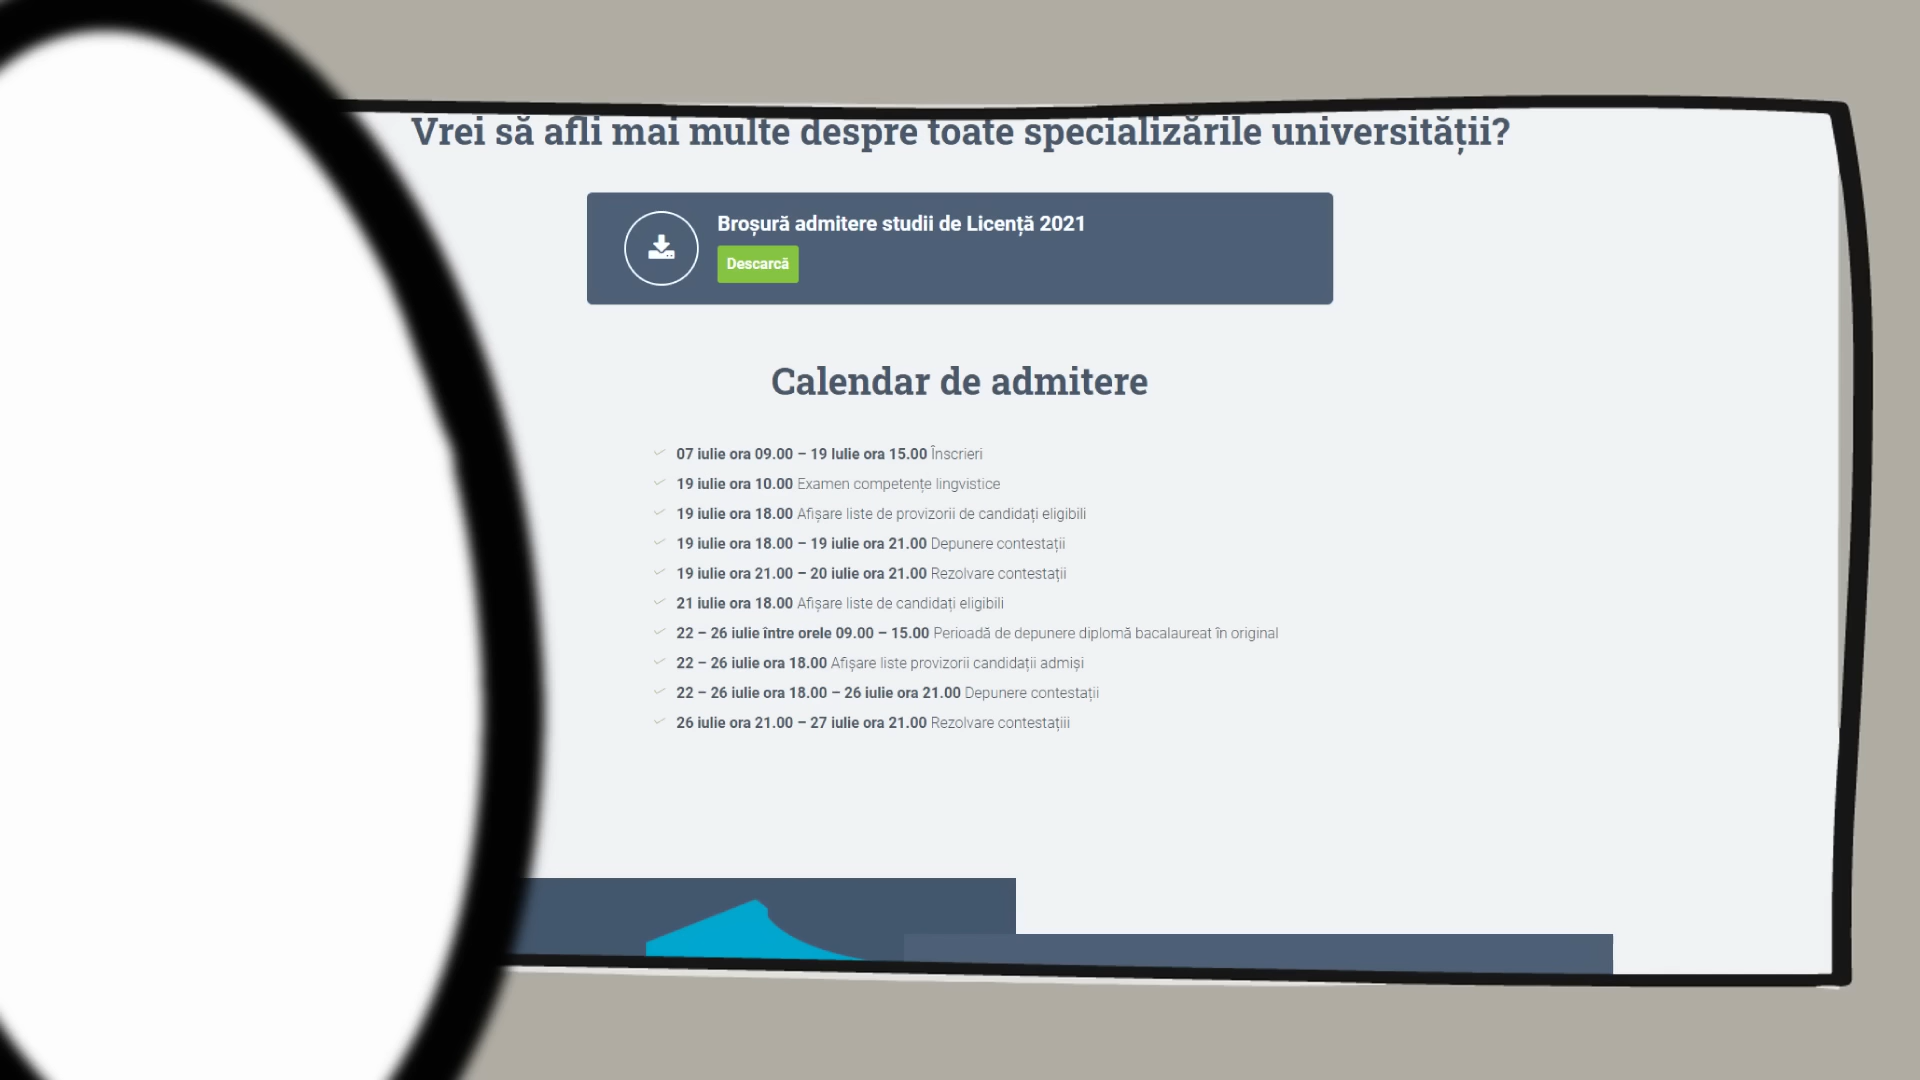 Vrei să afli mai multe despre toate specializările universității?
Broșură admitere studii de Licență 2021
Descarcă
Calendar de admitere
07 iulie ora 09.00 – 19 Iulie ora 15.00 Înscrieri
19 iulie ora 10.00 Examen competențe lingvistice
19 iulie ora 18.00 Afișare liste de provizorii de candidați eligibili
19 iulie ora 18.00 – 19 iulie ora 21.00 Depunere contestații
19 iulie ora 21.00 – 20 iulie ora 21.00 Rezolvare contestații
21 iulie ora 18.00 Afișare liste de candidați eligibili
22 – 26 iulie între orele 09.00 – 15.00 Perioadă de depunere diplomă bacalaureat în original
22 – 26 iulie ora 18.00 Afișare liste provizorii candidații admiși
22 – 26 iulie ora 18.00 – 26 iulie ora 21.00 Depunere contestații
26 iulie ora 21.00 – 27 iulie ora 21.00 Rezolvare contestațiii